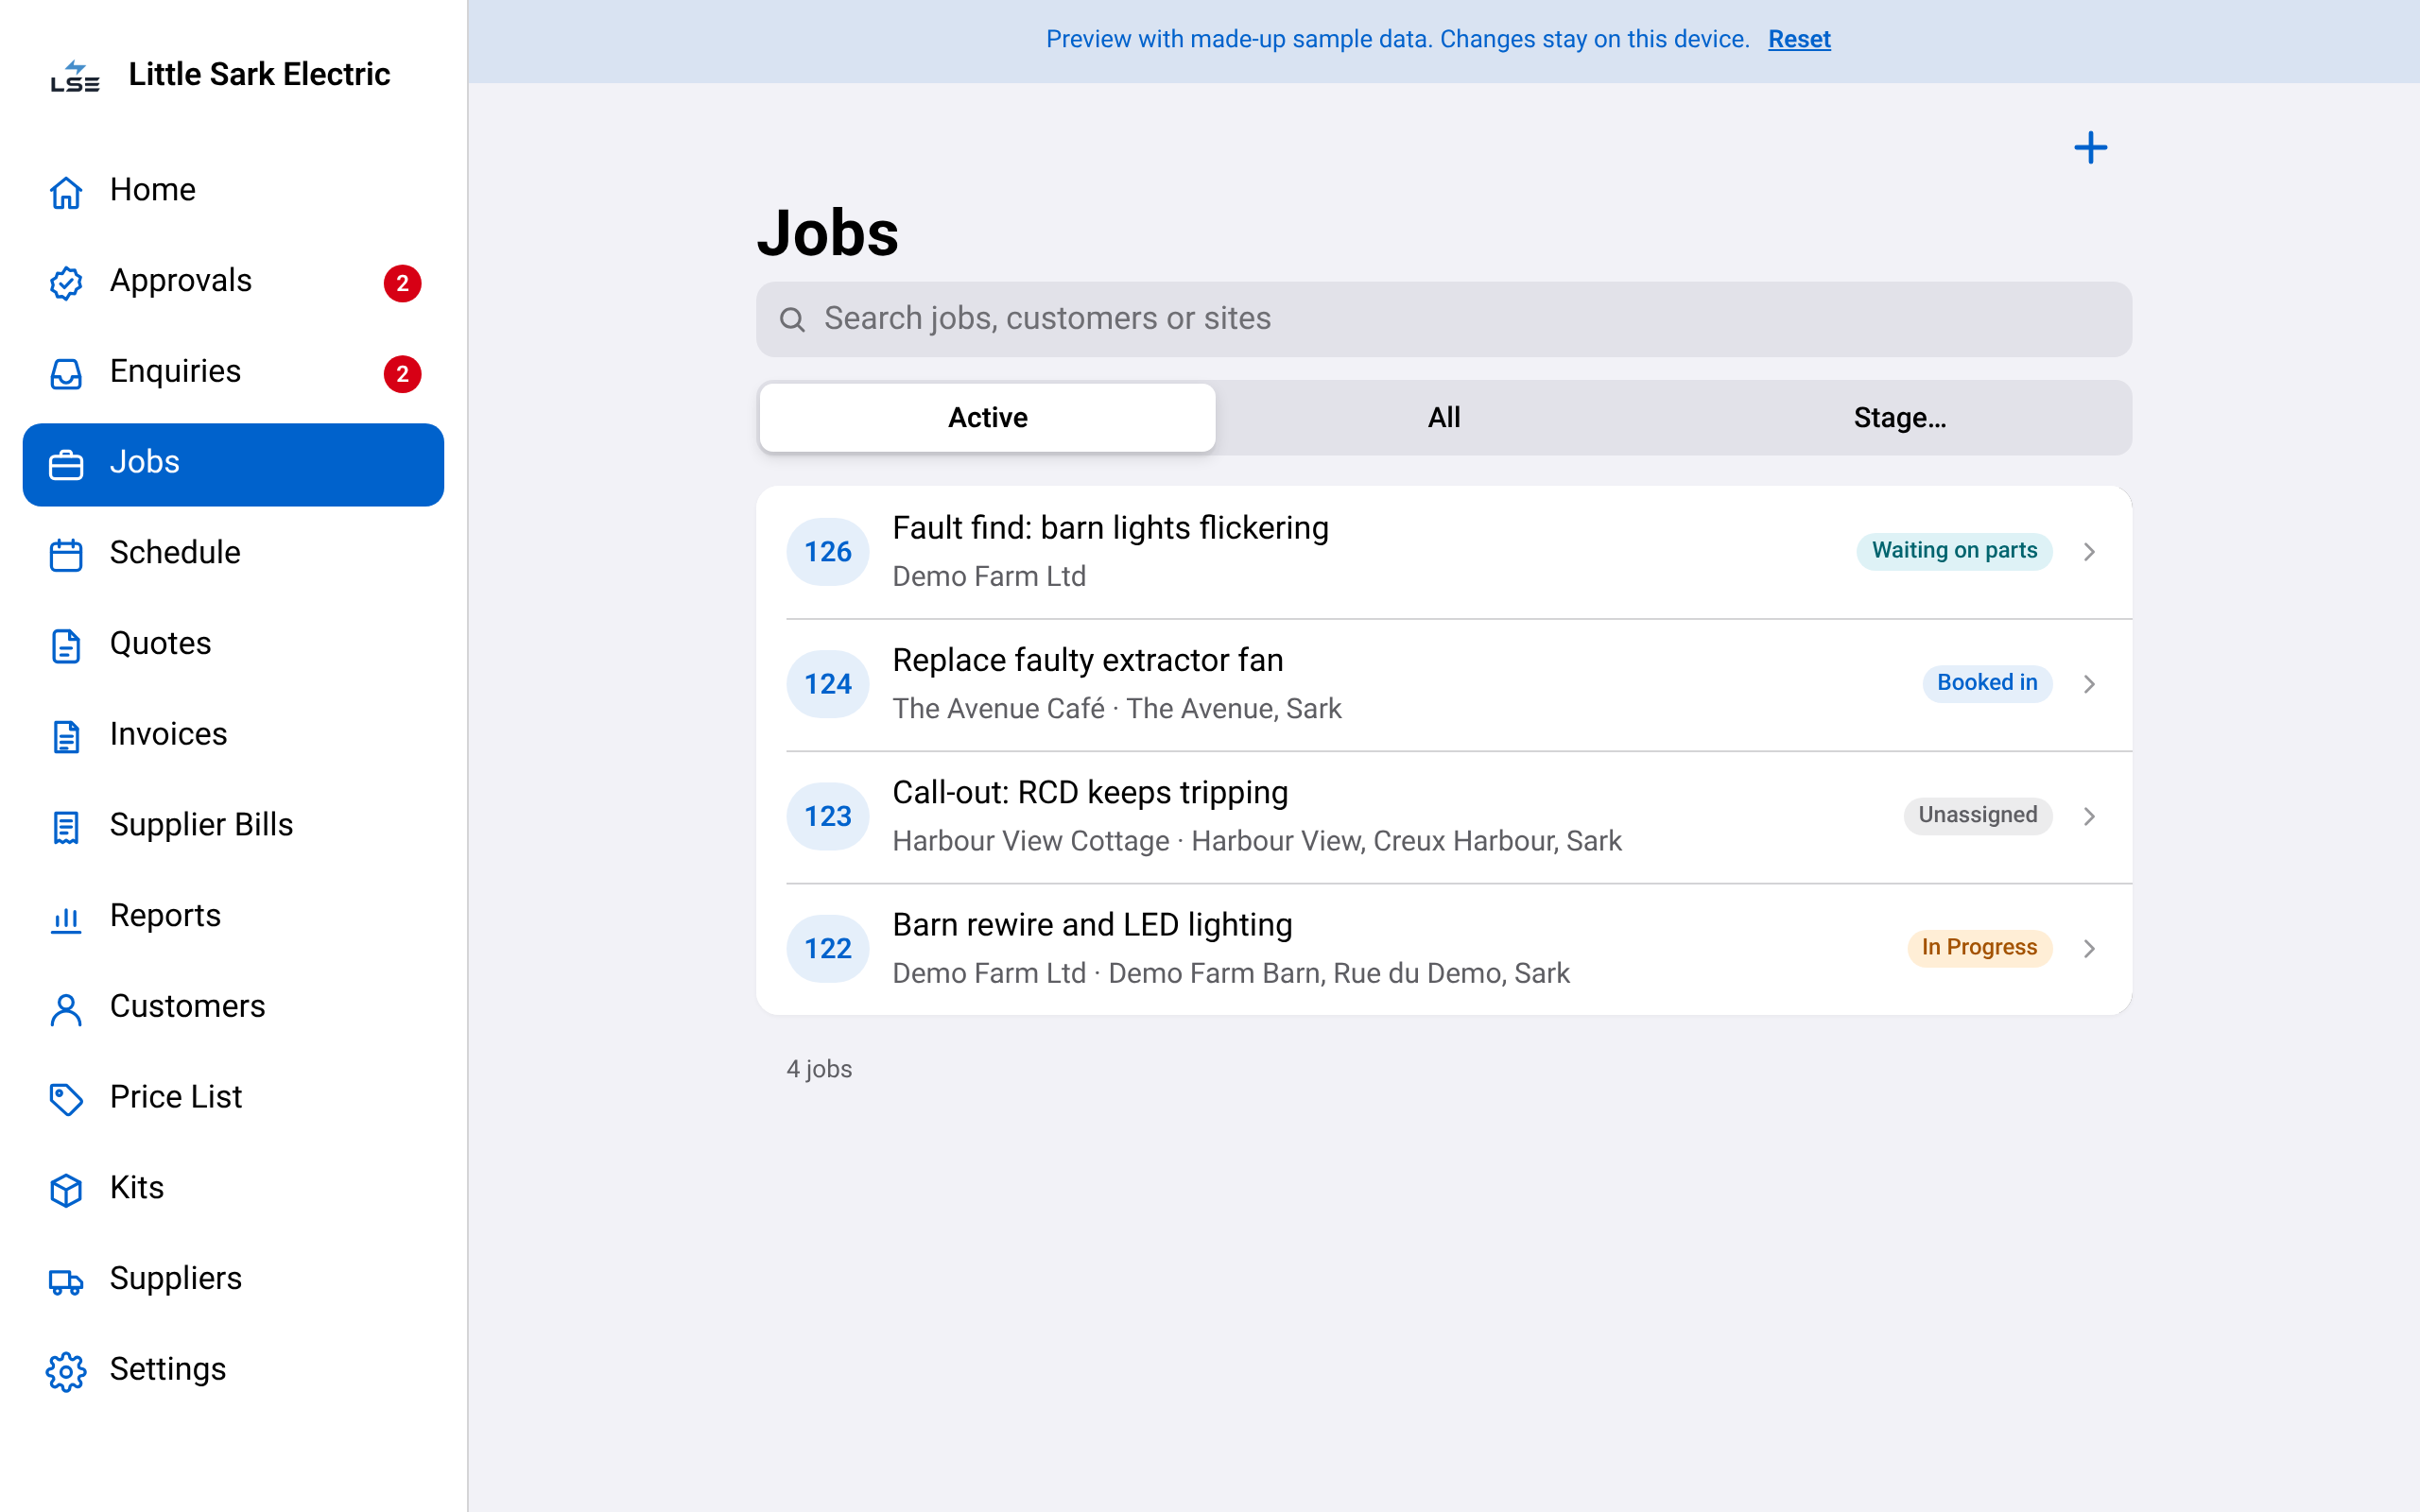 Preview with made-up sample data. Changes stay on this device. Reset
LSE Little Sark Electric
Home
Approvals 2
Enquiries 2
Jobs
Schedule
Quotes
Invoices
Supplier Bills
Reports
Customers
Price List
Kits
Suppliers
Settings
Jobs
Search jobs, customers or sites
Active All Stage...
126 Fault find: barn lights flickering
Demo Farm Ltd
Waiting on parts
124 Replace faulty extractor fan
The Avenue Café · The Avenue, Sark
Booked in
123 Call-out: RCD keeps tripping
Harbour View Cottage · Harbour View, Creux Harbour, Sark
Unassigned
122 Barn rewire and LED lighting
Demo Farm Ltd · Demo Farm Barn, Rue du Demo, Sark
In Progress
4 jobs